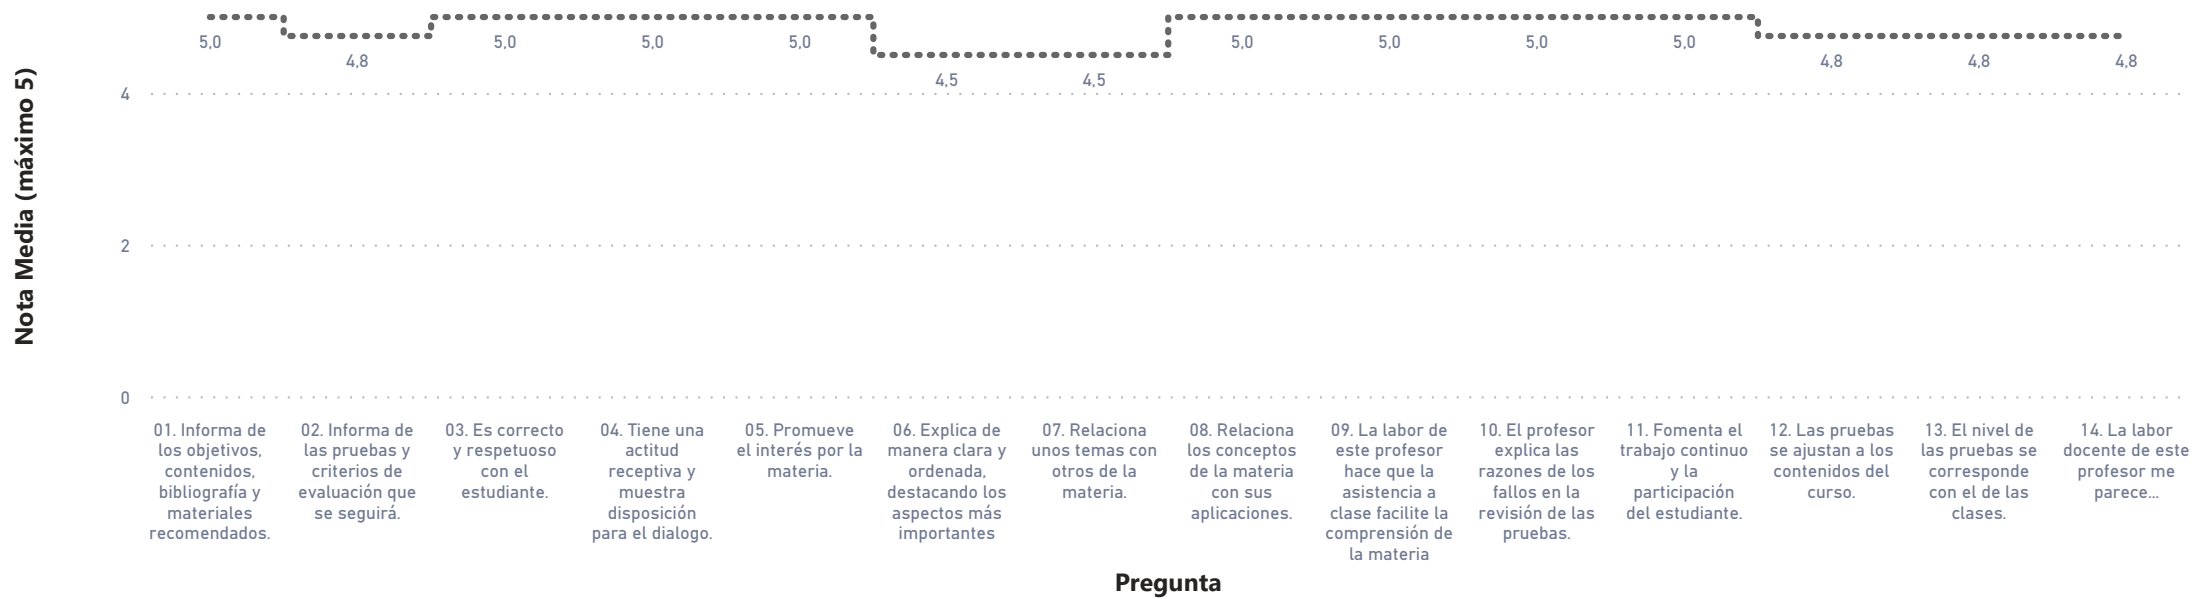 5,0
4,8
5,0
5,0
5,0
4,5
4,5
5,0
5,0
5,0
5,0
4,8
4,8
4,8
Nota Media (máximo 5)
4
2
0
01. Informa de
los objetivos,
contenidos,
bibliografía y
materiales
recomendados.
02. Informa de
las pruebas y
criterios de
evaluación que
se seguirá.
03. Es correcto
y respetuoso
con el
estudiante.
04. Tiene una
actitud
receptiva y
muestra
disposición
para el dialogo.
05. Promueve
el interés por la
materia.
06. Explica de
manera clara y
ordenada,
destacando los
aspectos más
importantes
07. Relaciona
unos temas con
otros de la
materia.
08. Relaciona
los conceptos
de la materia
con sus
aplicaciones.
09. La labor de
este profesor
hace que la
asistencia a
clase facilite la
comprensión de
la materia
10. El profesor
explica las
razones de los
fallos en la
revisión de las
pruebas.
11. Fomenta el
trabajo continuo
y la
participación
del estudiante.
12. Las pruebas
se ajustan a los
contenidos del
curso.
13. El nivel de
las pruebas se
corresponde
con el de las
clases.
14. La labor
docente de este
profesor me
parece...
Pregunta